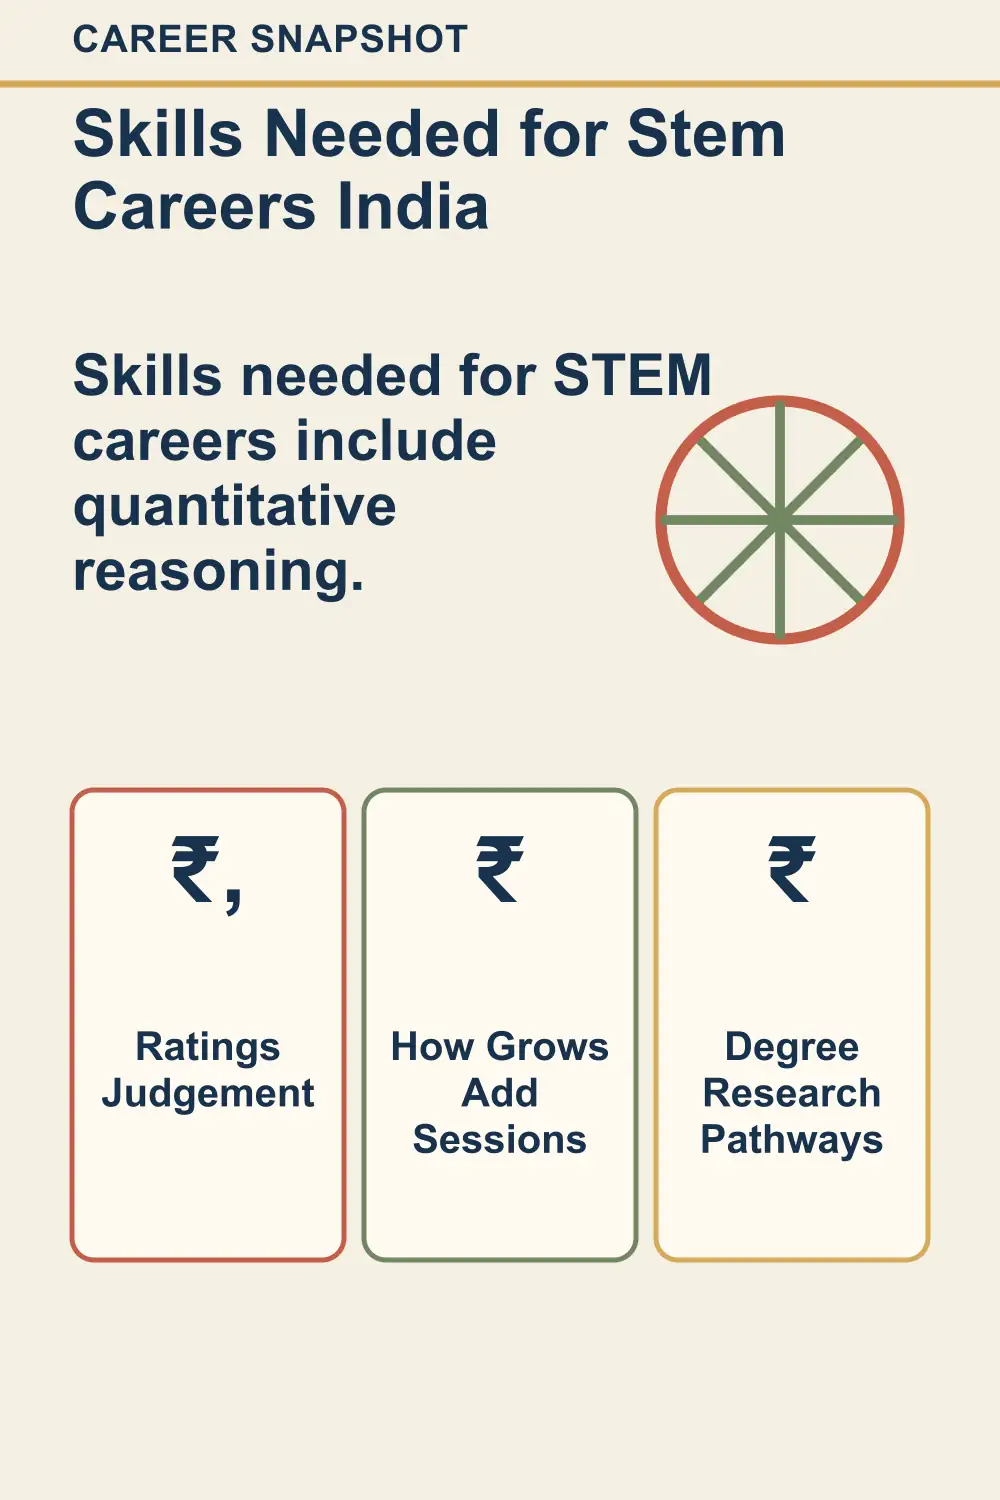 CAREER SNAPSHOT
Skills Needed for Stem
Careers India
Skills needed for STEM
careers include
quantitative
reasoning.
₹,
Ratings
Judgement
₹
How Grows
Add
Sessions
₹
Degree
Research
Pathways